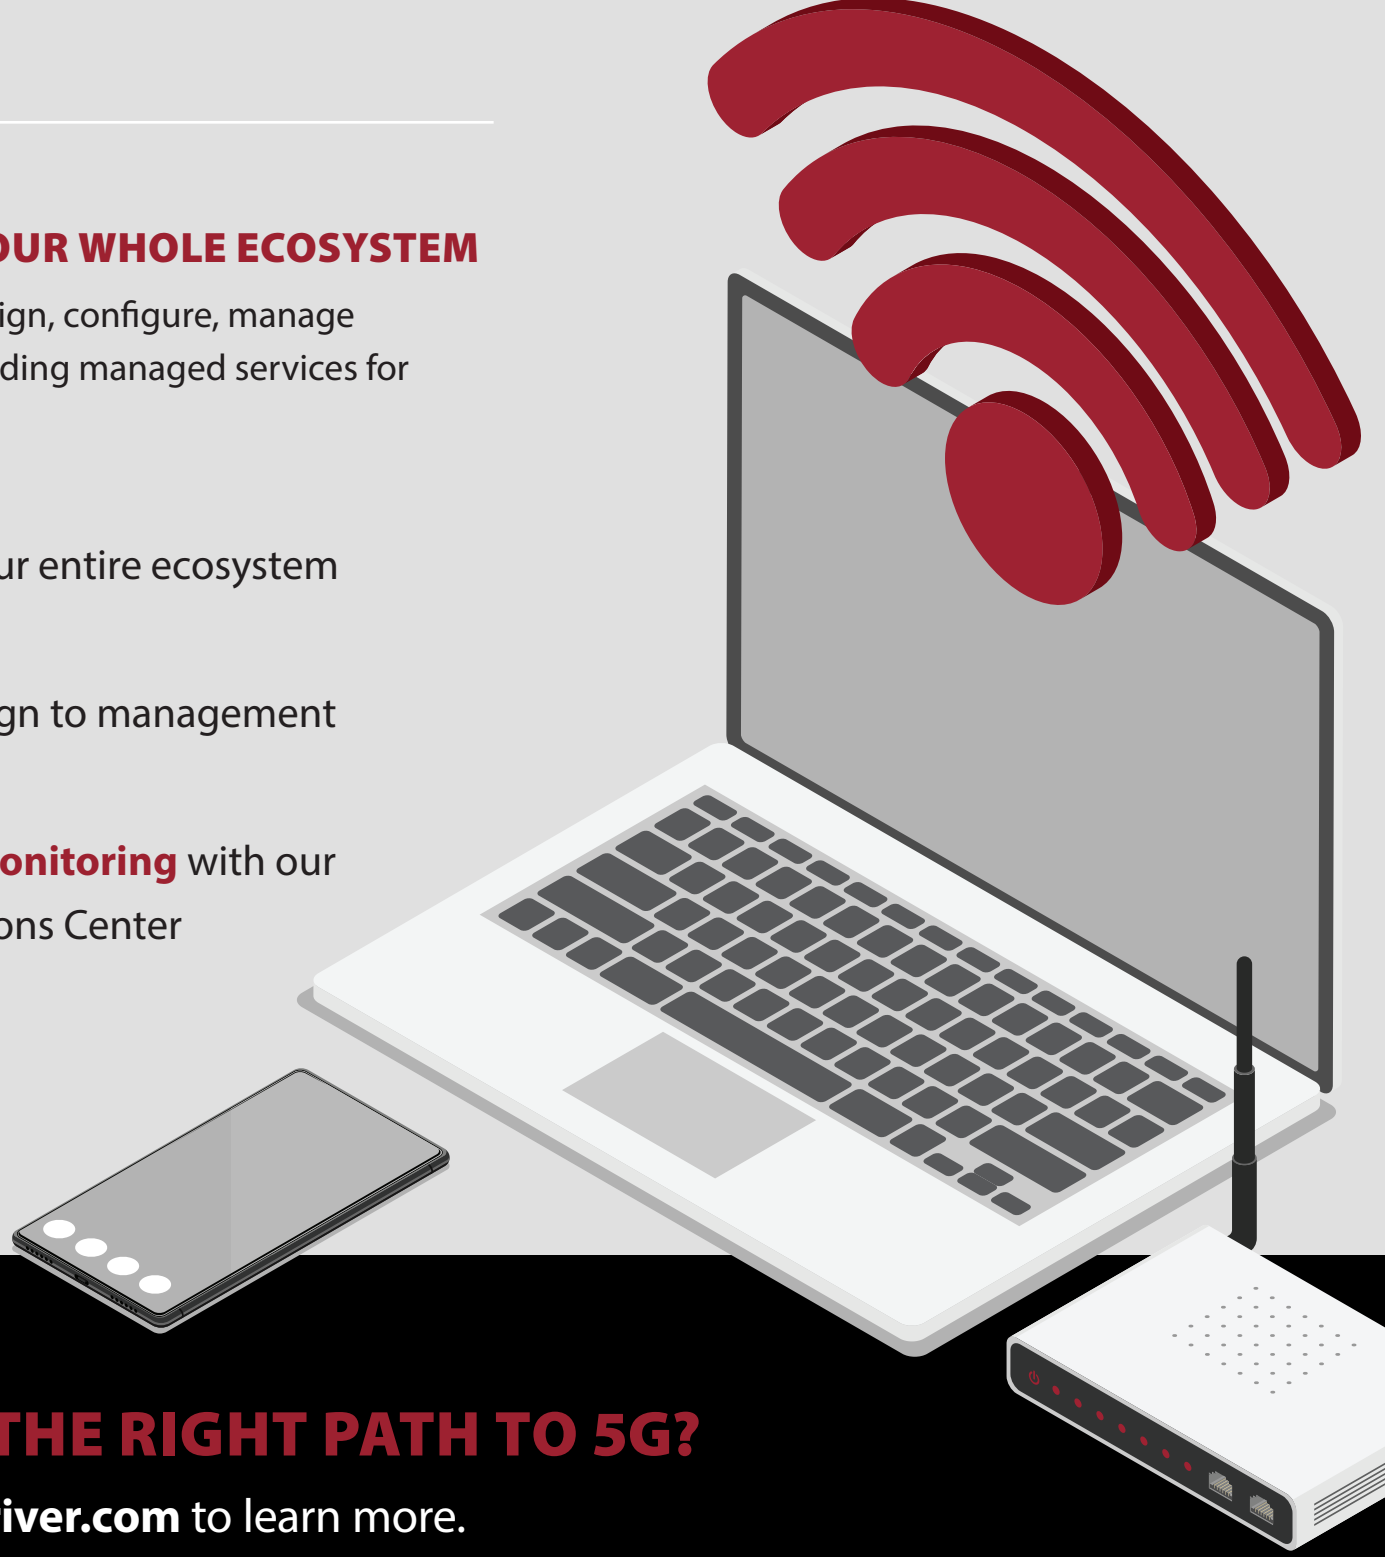 OUR WHOLE ECOSYSTEM
ign, configure, manage
ding managed services for
ur entire ecosystem
gn to management
onitoring with our
ons Center
THE RIGHT PATH TO 5G?
river.com to learn more.